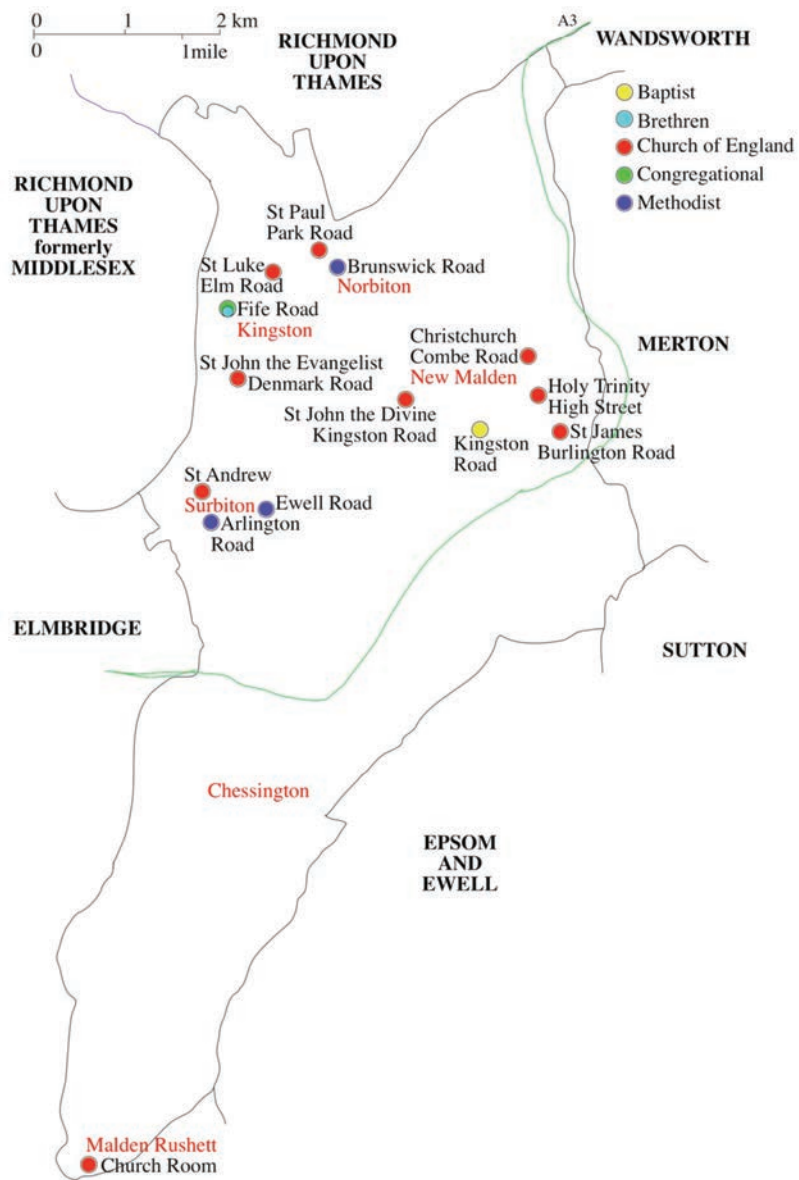 0 1 2 km
0 1mile
RICHMOND
UPON
THAMES
A3
WANDSWORTH
Baptist
Brethren
Church of England
Congregational
Methodist
RICHMOND
UPON
THAMES
formerly
MIDDLESEX
St Paul
Park Road
St Luke
Elm Road
Brunswick Road
Norbiton
Fife Road
Kingston
Christchurch
Combe Road
New Malden
MERTON
St John the Evangelist
Denmark Road
Holy Trinity
High Street
St John the Divine
Kingston Road
Kingston
Road
St James
Burlington Road
St Andrew
Surbiton
Ewell Road
Arlington
Road
ELMBRIDGE
SUTTON
Chessington
EPSOM
AND
EWELL
Malden Rushett
Church Room